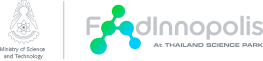 FoodInnopolis
At THAILAND SCIENCE PARK
Ministry of Science
and Technology